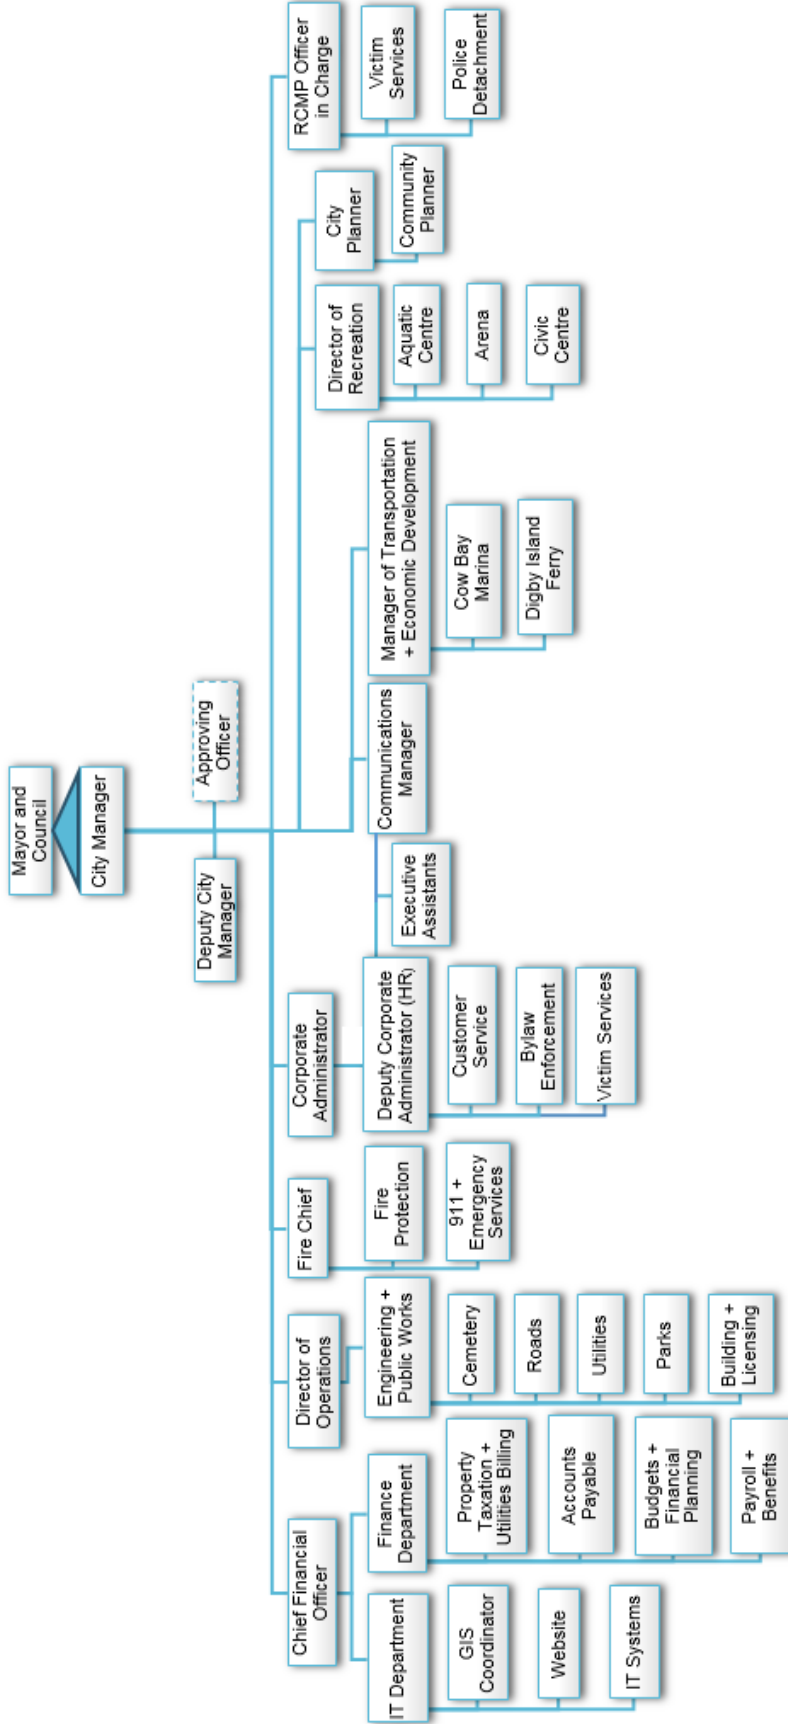 Mayor and
Council
City Manager
Deputy City
Manager
Approving
Officer
Chief Financial
Officer
IT Department
GIS
Coordinator
Website
IT Systems
Finance
Department
Property
Taxation +
Utilities Billing
Accounts
Payable
Budgets +
Financial
Planning
Payroll +
Benefits
Director of
Operations
Engineering +
Public Works
Cemetery
Roads
Utilities
Parks
Building +
Licensing
Fire Chief
Fire
Protection
911 +
Emergency
Services
Corporate
Administrator
Deputy Corporate
Administrator (HR)
Customer
Service
Bylaw
Enforcement
Victim Services
Executive
Assistants
Communications
Manager
Manager of Transportation
+ Economic Development
Cow Bay
Marina
Digby Island
Ferry
Director of
Recreation
Aquatic
Centre
Arena
Civic
Centre
City
Planner
Community
Planner
RCMP Officer
in Charge
Victim
Services
Police
Detachment